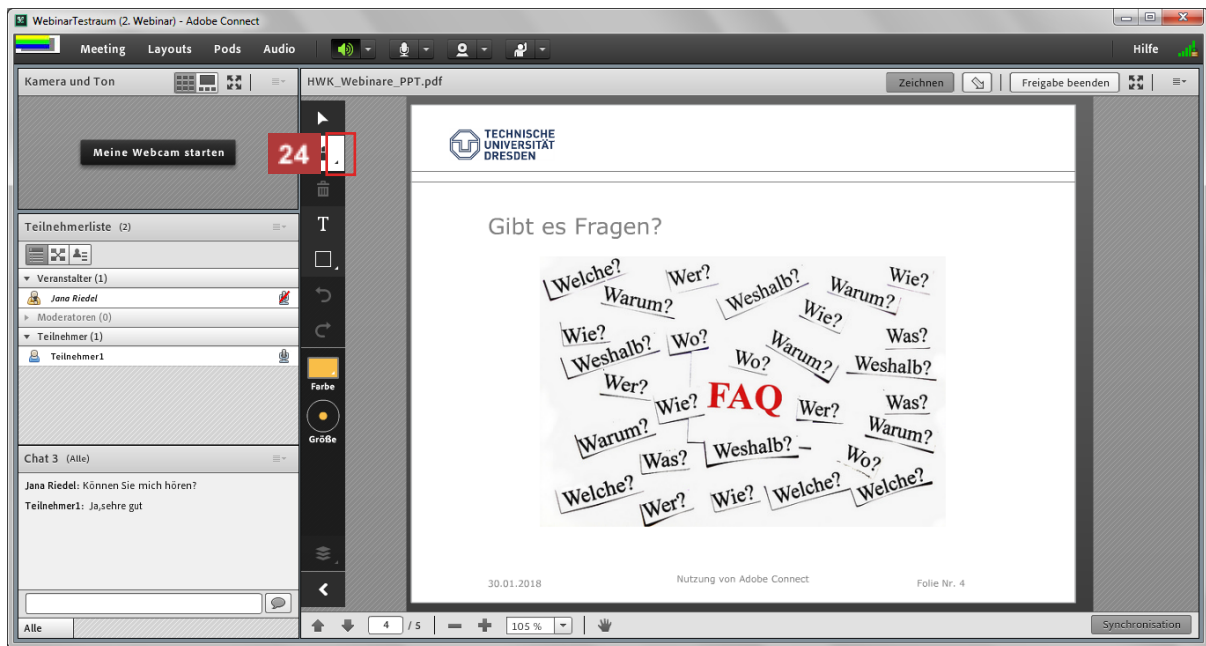 WebinarTestraum (2. Webinar) - Adobe Connect
Meeting Layouts Pods Audio Hilfe
Kamera und Ton
Meine Webcam starten
Teilnehmerliste (2)
Veranstalter (1)
Jana Riedel
Moderatoren (0)
Teilnehmer (1)
Teilnehmer1
Chat 3 (Alle)
Jana Riedel: Können Sie mich hören?
Teilnehmer1: Ja,sehre gut
Alle
HWK_Webinare_PPT.pdf
Zeichnen
Freigabe beenden
24
T
Farbe
Größe
TECHNISCHE
UNIVERSITÄT
DRESDEN
Gibt es Fragen?
Welche? Wer? Weshalb? Wie?
Warum? Wie? Warum?
Wie? Wo? Was?
Weshalb? Wo? Warum? Weshalb?
Wer? Wie? FAQ Wer? Was?
Warum? Warum?
Was? Weshalb? Wo?
Welche? Wer? Wie? Welche? Welche?
30.01.2018 Nutzung von Adobe Connect Folie Nr. 4
4 / 5 105 %
Synchronisation